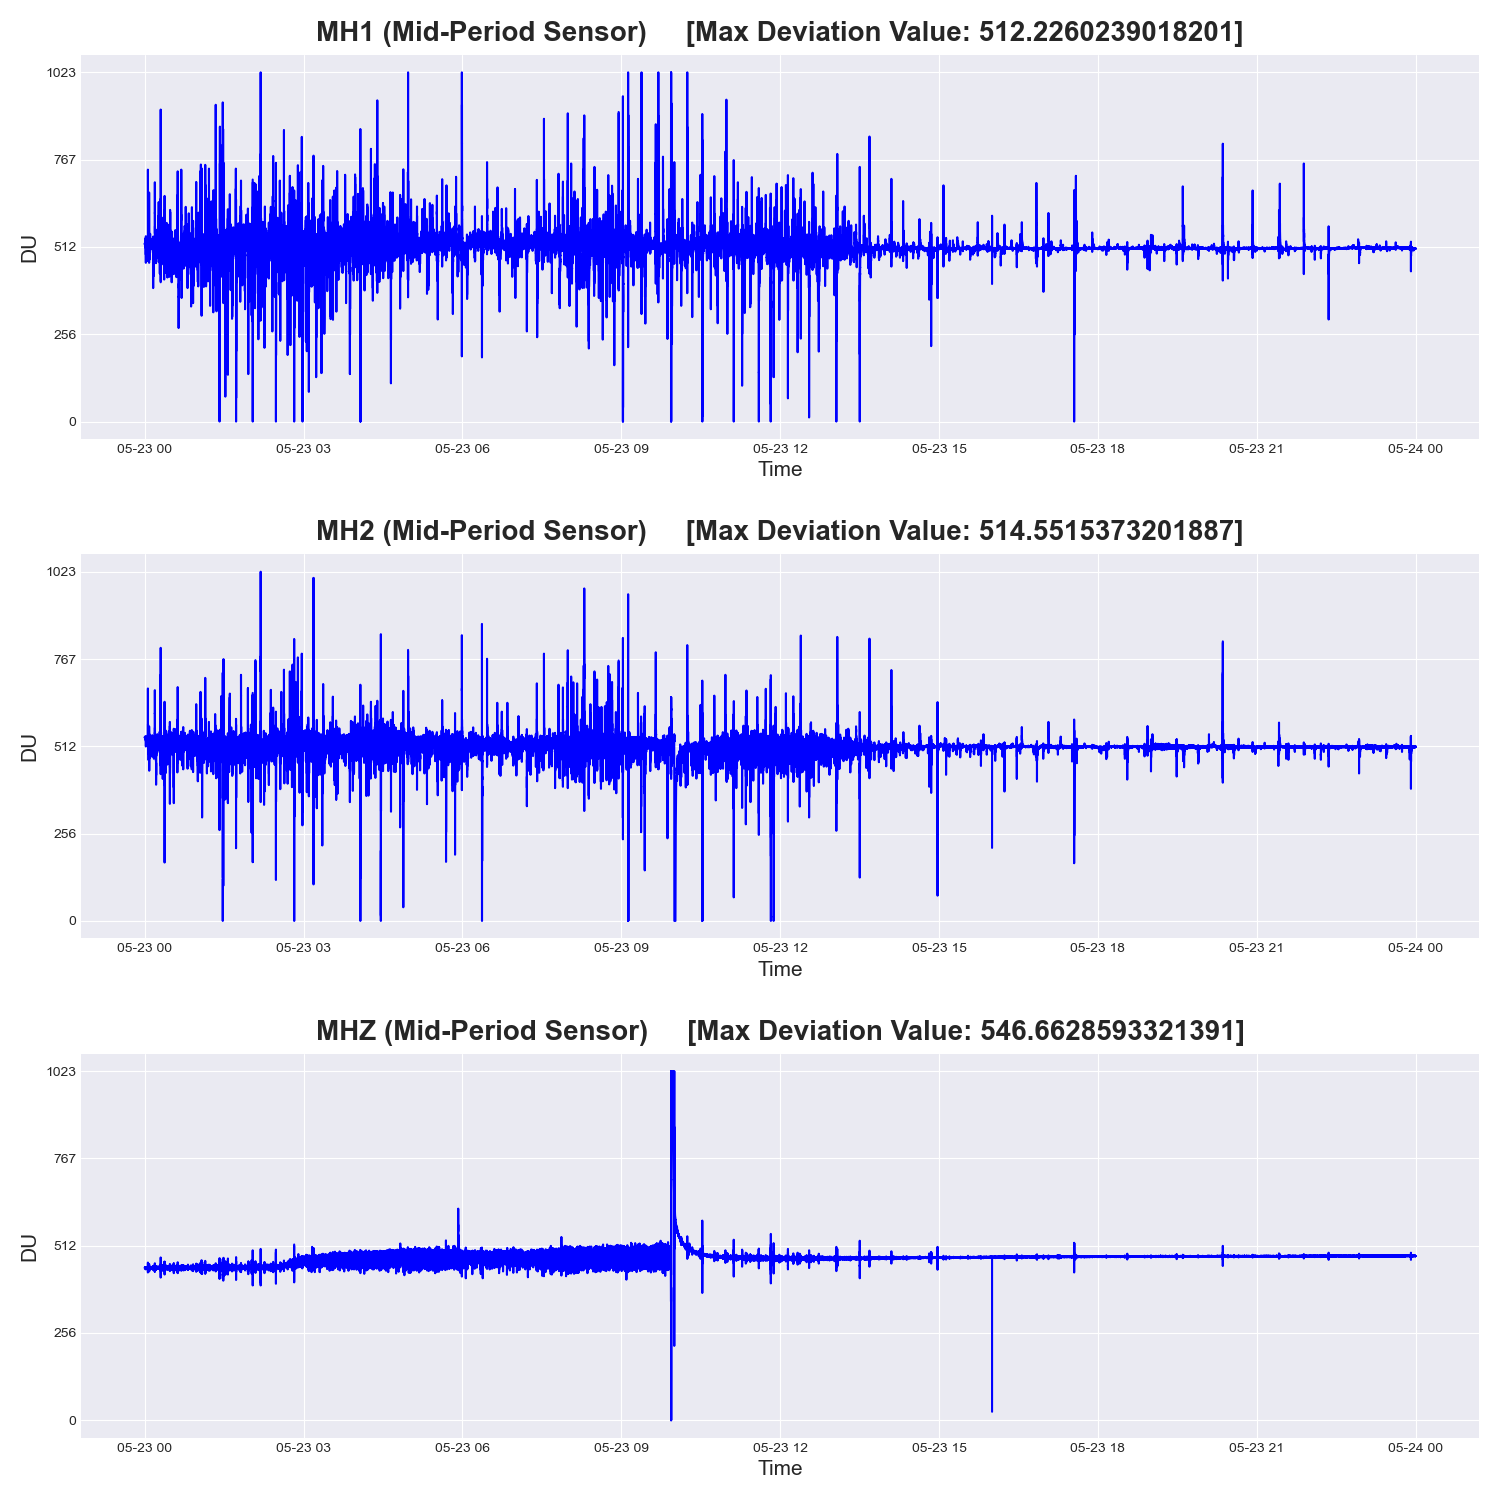 MH1 (Mid-Period Sensor) [Max Deviation Value: 512.2260239018201]
1023
767
512
256
0
DU
05-23 00 05-23 03 05-23 06 05-23 09 05-23 12 05-23 15 05-23 18 05-23 21 05-24 00
Time
MH2 (Mid-Period Sensor) [Max Deviation Value: 514.5515373201887]
1023
767
512
256
0
DU
05-23 00 05-23 03 05-23 06 05-23 09 05-23 12 05-23 15 05-23 18 05-23 21 05-24 00
Time
MHZ (Mid-Period Sensor) [Max Deviation Value: 546.6628593321391]
1023
767
512
256
0
DU
05-23 00 05-23 03 05-23 06 05-23 09 05-23 12 05-23 15 05-23 18 05-23 21 05-24 00
Time